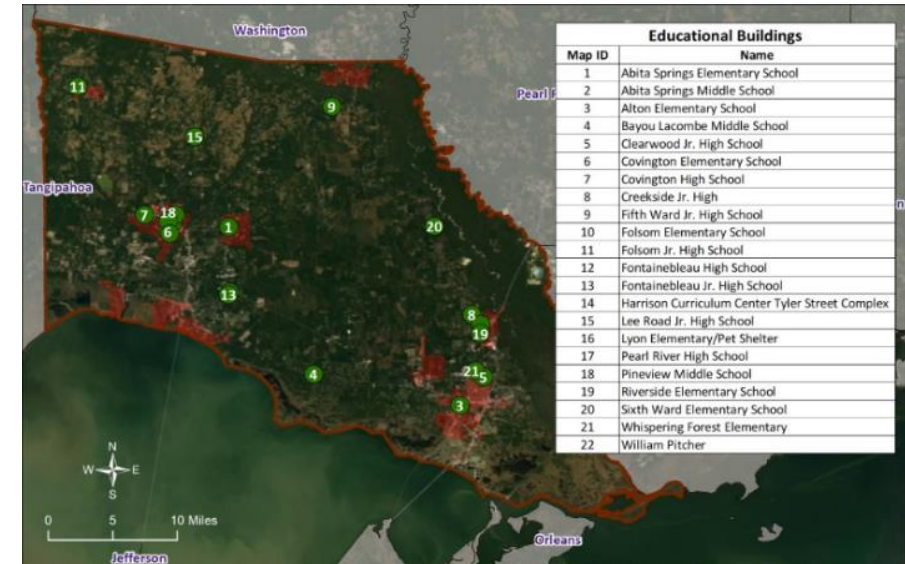 Washington
Pearl
Tangipahoa
Jefferson
Orleans
11
9
15
7
18
6
1
20
13
8
19
4
21
5
3
N
W
E
S
0 5 10 Miles
Educational Buildings
Map ID Name
1 Abita Springs Elementary School
2 Abita Springs Middle School
3 Alton Elementary School
4 Bayou Lacombe Middle School
5 Clearwood Jr. High School
6 Covington Elementary School
7 Covington High School
8 Creekside Jr. High
9 Fifth Ward Jr. High School
10 Folsom Elementary School
11 Folsom Jr. High School
12 Fontainebleau High School
13 Fontainebleau Jr. High School
14 Harrison Curriculum Center Tyler Street Complex
15 Lee Road Jr. High School
16 Lyon Elementary/Pet Shelter
17 Pearl River High School
18 Pineview Middle School
19 Riverside Elementary School
20 Sixth Ward Elementary School
21 Whispering Forest Elementary
22 William Pitcher